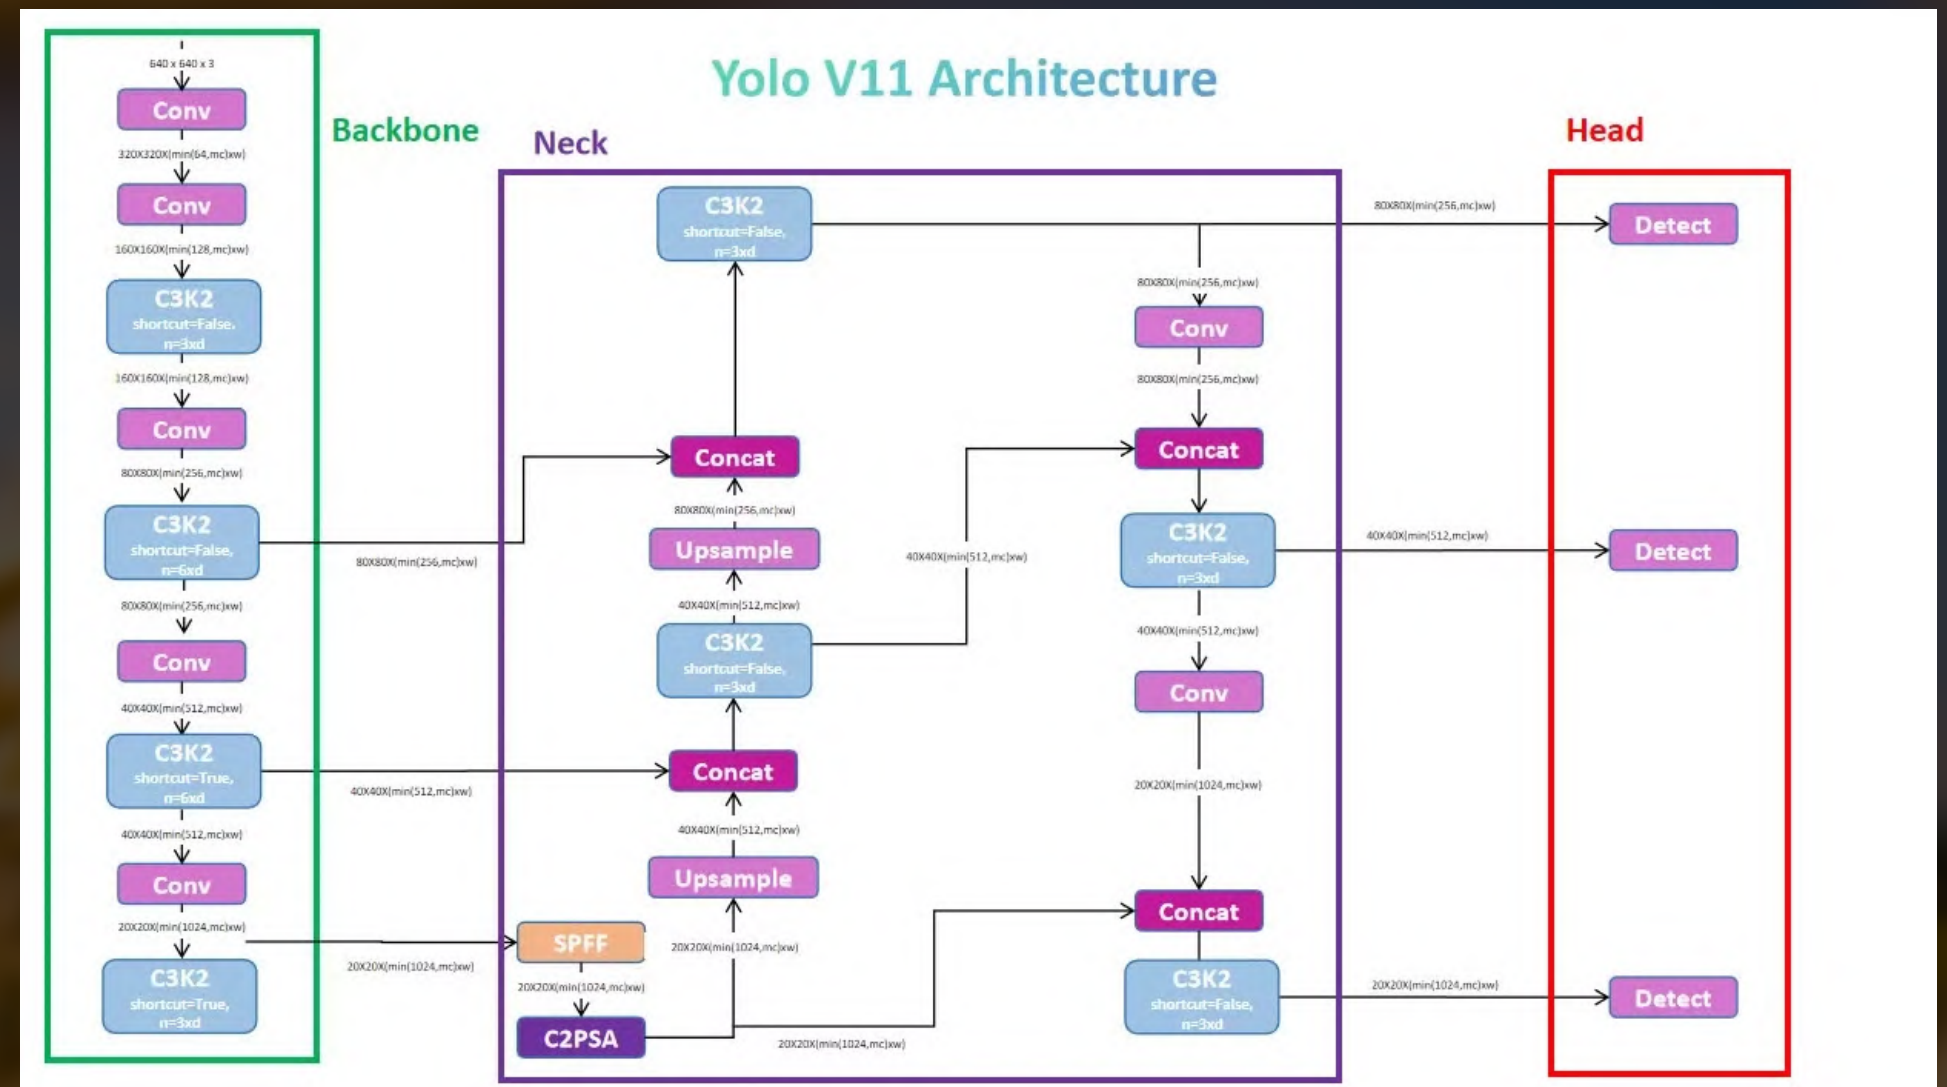 Yolo V11 Architecture
Backbone
640 x 640 x 3
Conv
320X320X(min(64,mc)xw)
Conv
160X160X(min(128,mc)xw)
C3K2
shortcut=False,
n=3xd
160X160X(min(128,mc)xw)
Conv
80X80X(min(256,mc)xw)
C3K2
shortcut=False,
n=6xd
80X80X(min(256,mc)xw)
80X80X(min(256,mc)xw)
Conv
40X40X(min(512,mc)xw)
C3K2
shortcut=True,
n=6xd
40X40X(min(512,mc)xw)
40X40X(min(512,mc)xw)
Conv
20X20X(min(1024,mc)xw)
20X20X(min(1024,mc)xw)
C3K2
shortcut=True,
n=3xd
Neck
C3K2
shortcut=False,
n=3xd
Concat
80X80X(min(256,mc)xw)
Upsample
40X40X(min(512,mc)xw)
C3K2
shortcut=False,
n=3xd
Concat
40X40X(min(512,mc)xw)
Upsample
20X20X(min(1024,mc)xw)
SPFF
20X20X(min(1024,mc)xw)
C2PSA
20X20X(min(1024,mc)xw)
40X40X(min(512,mc)xw)
80X80X(min(256,mc)xw)
Conv
80X80X(min(256,mc)xw)
Concat
C3K2
shortcut=False,
n=3xd
40X40X(min(512,mc)xw)
Conv
20X20X(min(1024,mc)xw)
Concat
C3K2
shortcut=False,
n=3xd
Head
80X80X(min(256,mc)xw)
Detect
40X40X(min(512,mc)xw)
Detect
20X20X(min(1024,mc)xw)
Detect